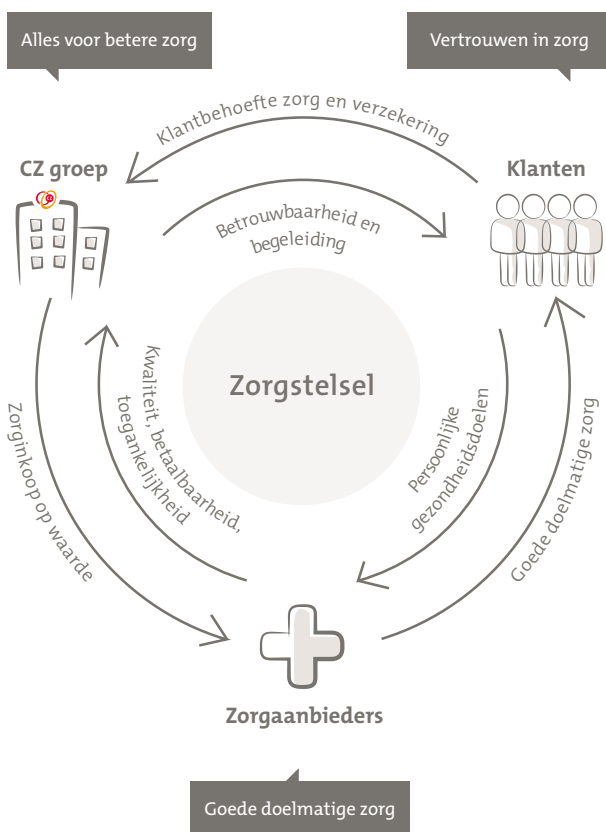 Alles voor betere zorg
Vertrouwen in zorg
Klantbehoefte zorg en verzekering
CZ groep
Klanten
Betrouwbaarheid en
begeleiding
Zorgstelsel
Kwaliteit, betaalbaarheid,
toegankelijkheid
Persoonlijke
gezondheidsdoelen
Zorginkoop op waarde
Goede doelmatige zorg
Zorgaanbieders
Goede doelmatige zorg